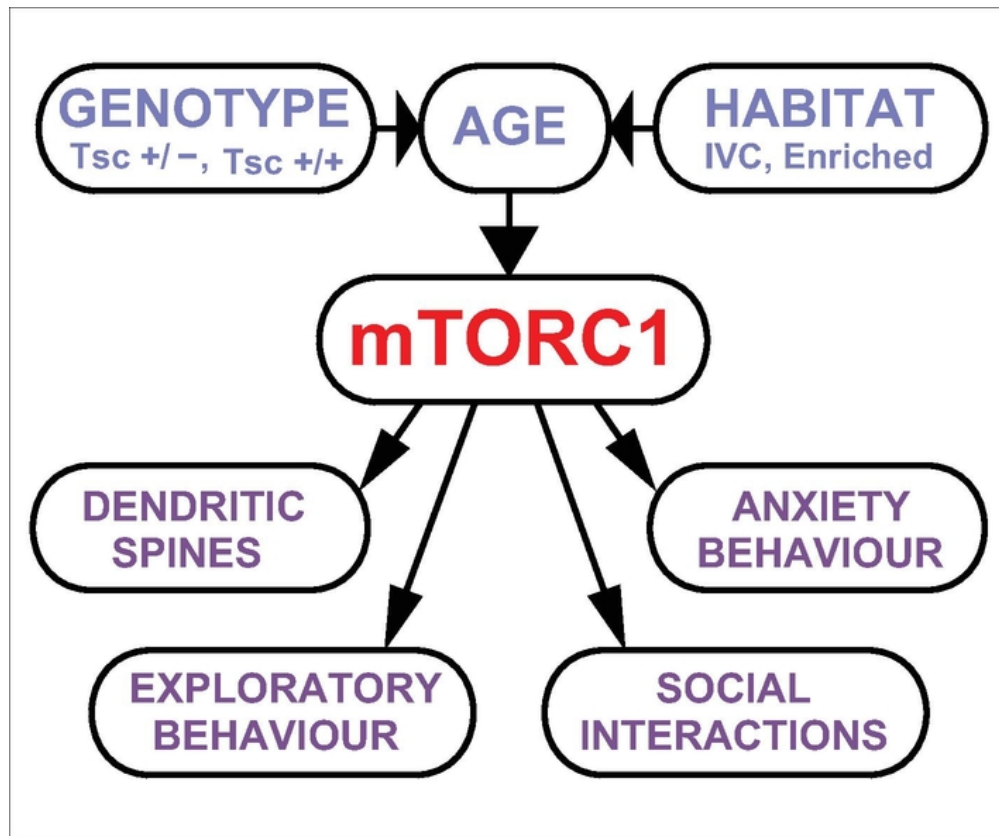 GENOTYPE
Tsc +/−, Tsc +/+
AGE
HABITAT
IVC, Enriched
mTORC1
DENDRITIC
SPINES
ANXIETY
BEHAVIOUR
EXPLORATORY
BEHAVIOUR
SOCIAL
INTERACTIONS